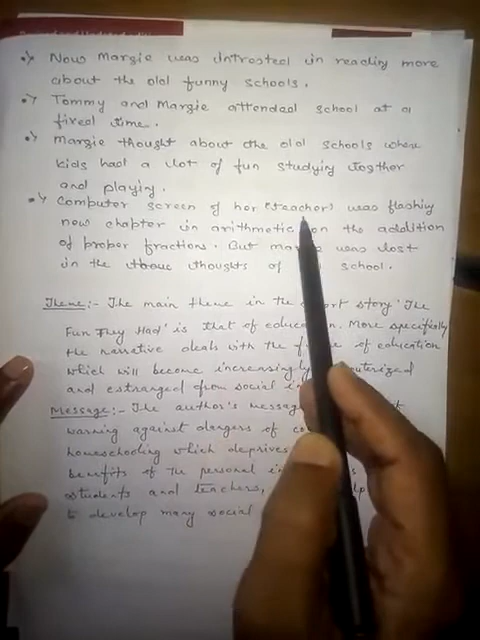 Now Margie was Intrested in reading more
about the old funny schools.
Tommy and Margie attended school at a
fixed time.
Margie thought about the old schools where
kids had a lot of fun studying together
and playing.
Computer screen of her 'teacher' was flashing
new chapter in arithmetic on the addition
of proper fractions. But was lost
in the thoughts of school.
Theme:- The main theme in the short story 'The
Fun They Had' is that of education. More specifically
the narrative deals with the of education
which will become increasingly
and estranged from social
Message:- The author's message
warning against dangers of
homeschooling which deprives
benefits of the personal
students and teachers,
to develop many social